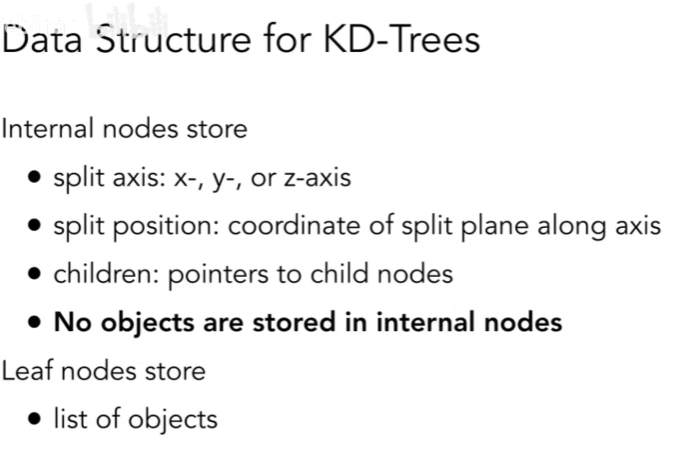 Data Structure for KD-Trees
Internal nodes store
• split axis: x-, y-, or z-axis
• split position: coordinate of split plane along axis
• children: pointers to child nodes
• No objects are stored in internal nodes
Leaf nodes store
• list of objects